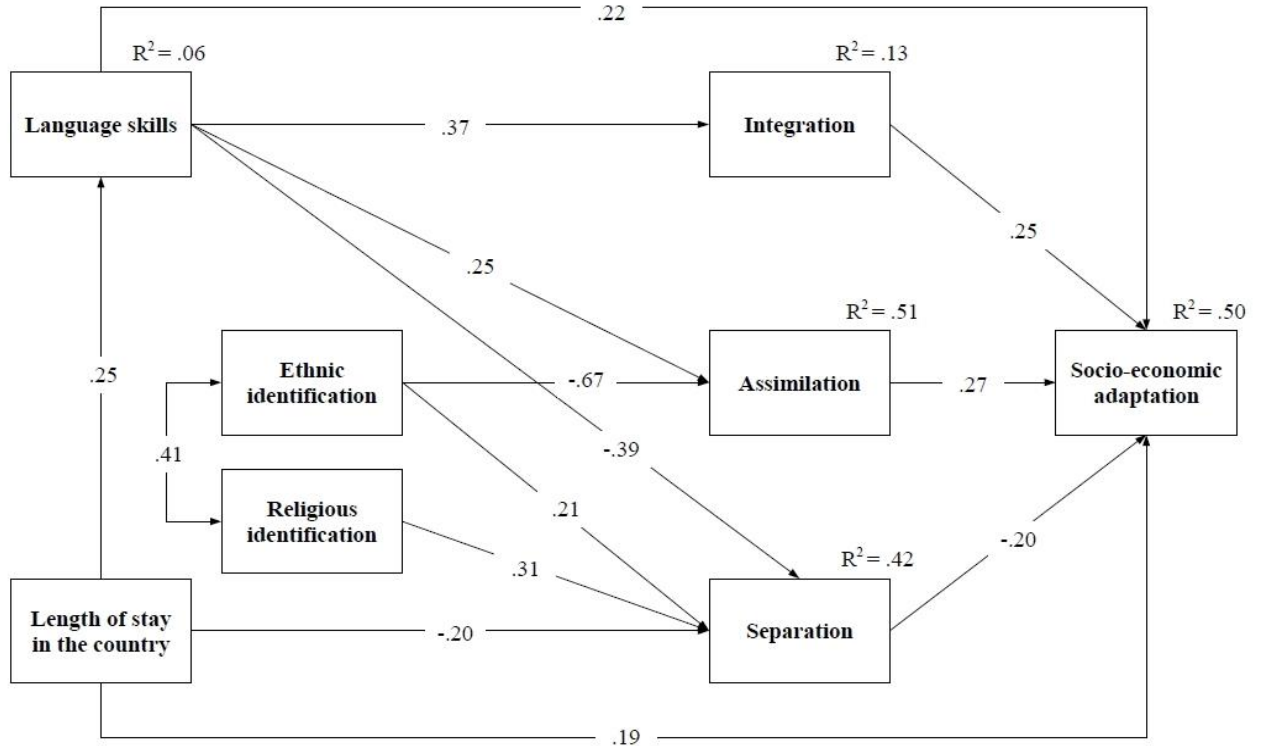 .22
R² = .06
R² = .13
Language skills
.37
Integration
.25
.25
R² = .51
R² = .50
.25
Ethnic
identification
-.67
Assimilation
.27
Socio-economic
adaptation
.41
-.39
Religious
identification
.21
.31
R² = .42
-.20
Length of stay
in the country
-.20
Separation
.19